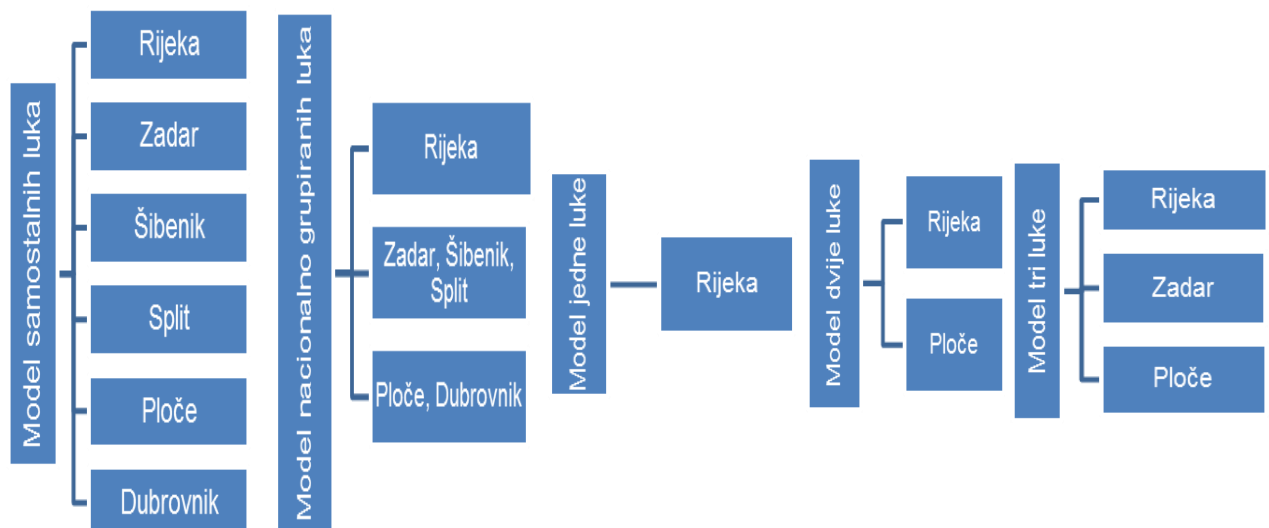 Model samostalnih luka
Rijeka
Zadar
Šibenik
Split
Ploče
Dubrovnik
Model nacionalno grupiranih luka
Rijeka
Zadar, Šibenik,
Split
Ploče, Dubrovnik
Model jedne luke
Rijeka
Model dvije luke
Rijeka
Ploče
Model tri luke
Rijeka
Zadar
Ploče